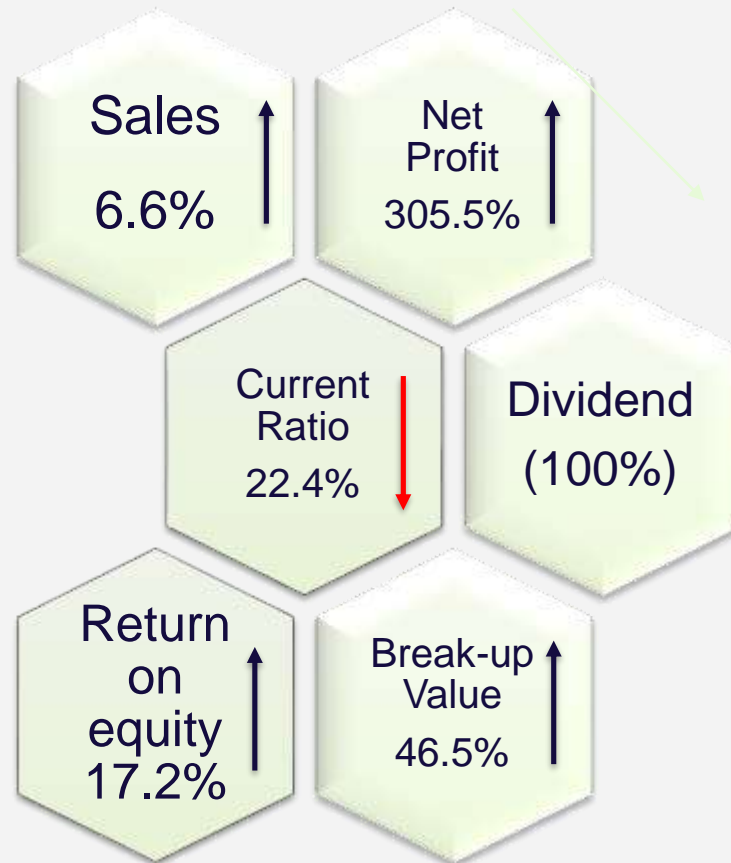 Sales
6.6%
Net
Profit
305.5%
Current
Ratio
22.4%
Dividend
(100%)
Return
on
equity
17.2%
Break-up
Value
46.5%